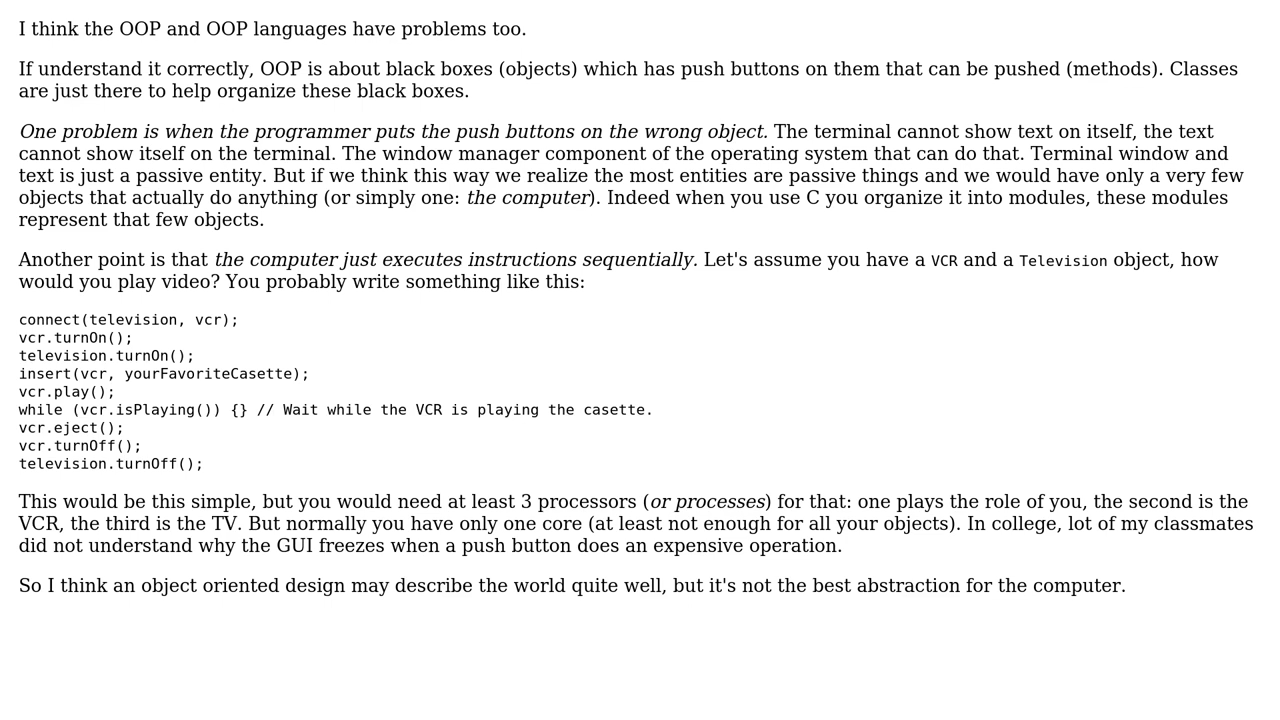 I think the OOP and OOP languages have problems too.
If understand it correctly, OOP is about black boxes (objects) which has push buttons on them that can be pushed (methods). Classes
are just there to help organize these black boxes.
One problem is when the programmer puts the push buttons on the wrong object. The terminal cannot show text on itself, the text
cannot show itself on the terminal. The window manager component of the operating system that can do that. Terminal window and
text is just a passive entity. But if we think this way we realize the most entities are passive things and we would have only a very few
objects that actually do anything (or simply one: the computer). Indeed when you use C you organize it into modules, these modules
represent that few objects.
Another point is that the computer just executes instructions sequentially. Let's assume you have a VCR and a Television object, how
would you play video? You probably write something like this:
connect(television, vcr);
vcr.turnOn();
television.turnOn();
insert(vcr, yourFavoriteCasette);
vcr.play();
while (vcr.isPlaying()) {} // Wait while the VCR is playing the casette.
vcr.eject();
vcr.turnOff();
television.turnOff();
This would be this simple, but you would need at least 3 processors (or processes) for that: one plays the role of you, the second is the
VCR, the third is the TV. But normally you have only one core (at least not enough for all your objects). In college, lot of my classmates
did not understand why the GUI freezes when a push button does an expensive operation.
So I think an object oriented design may describe the world quite well, but it's not the best abstraction for the computer.